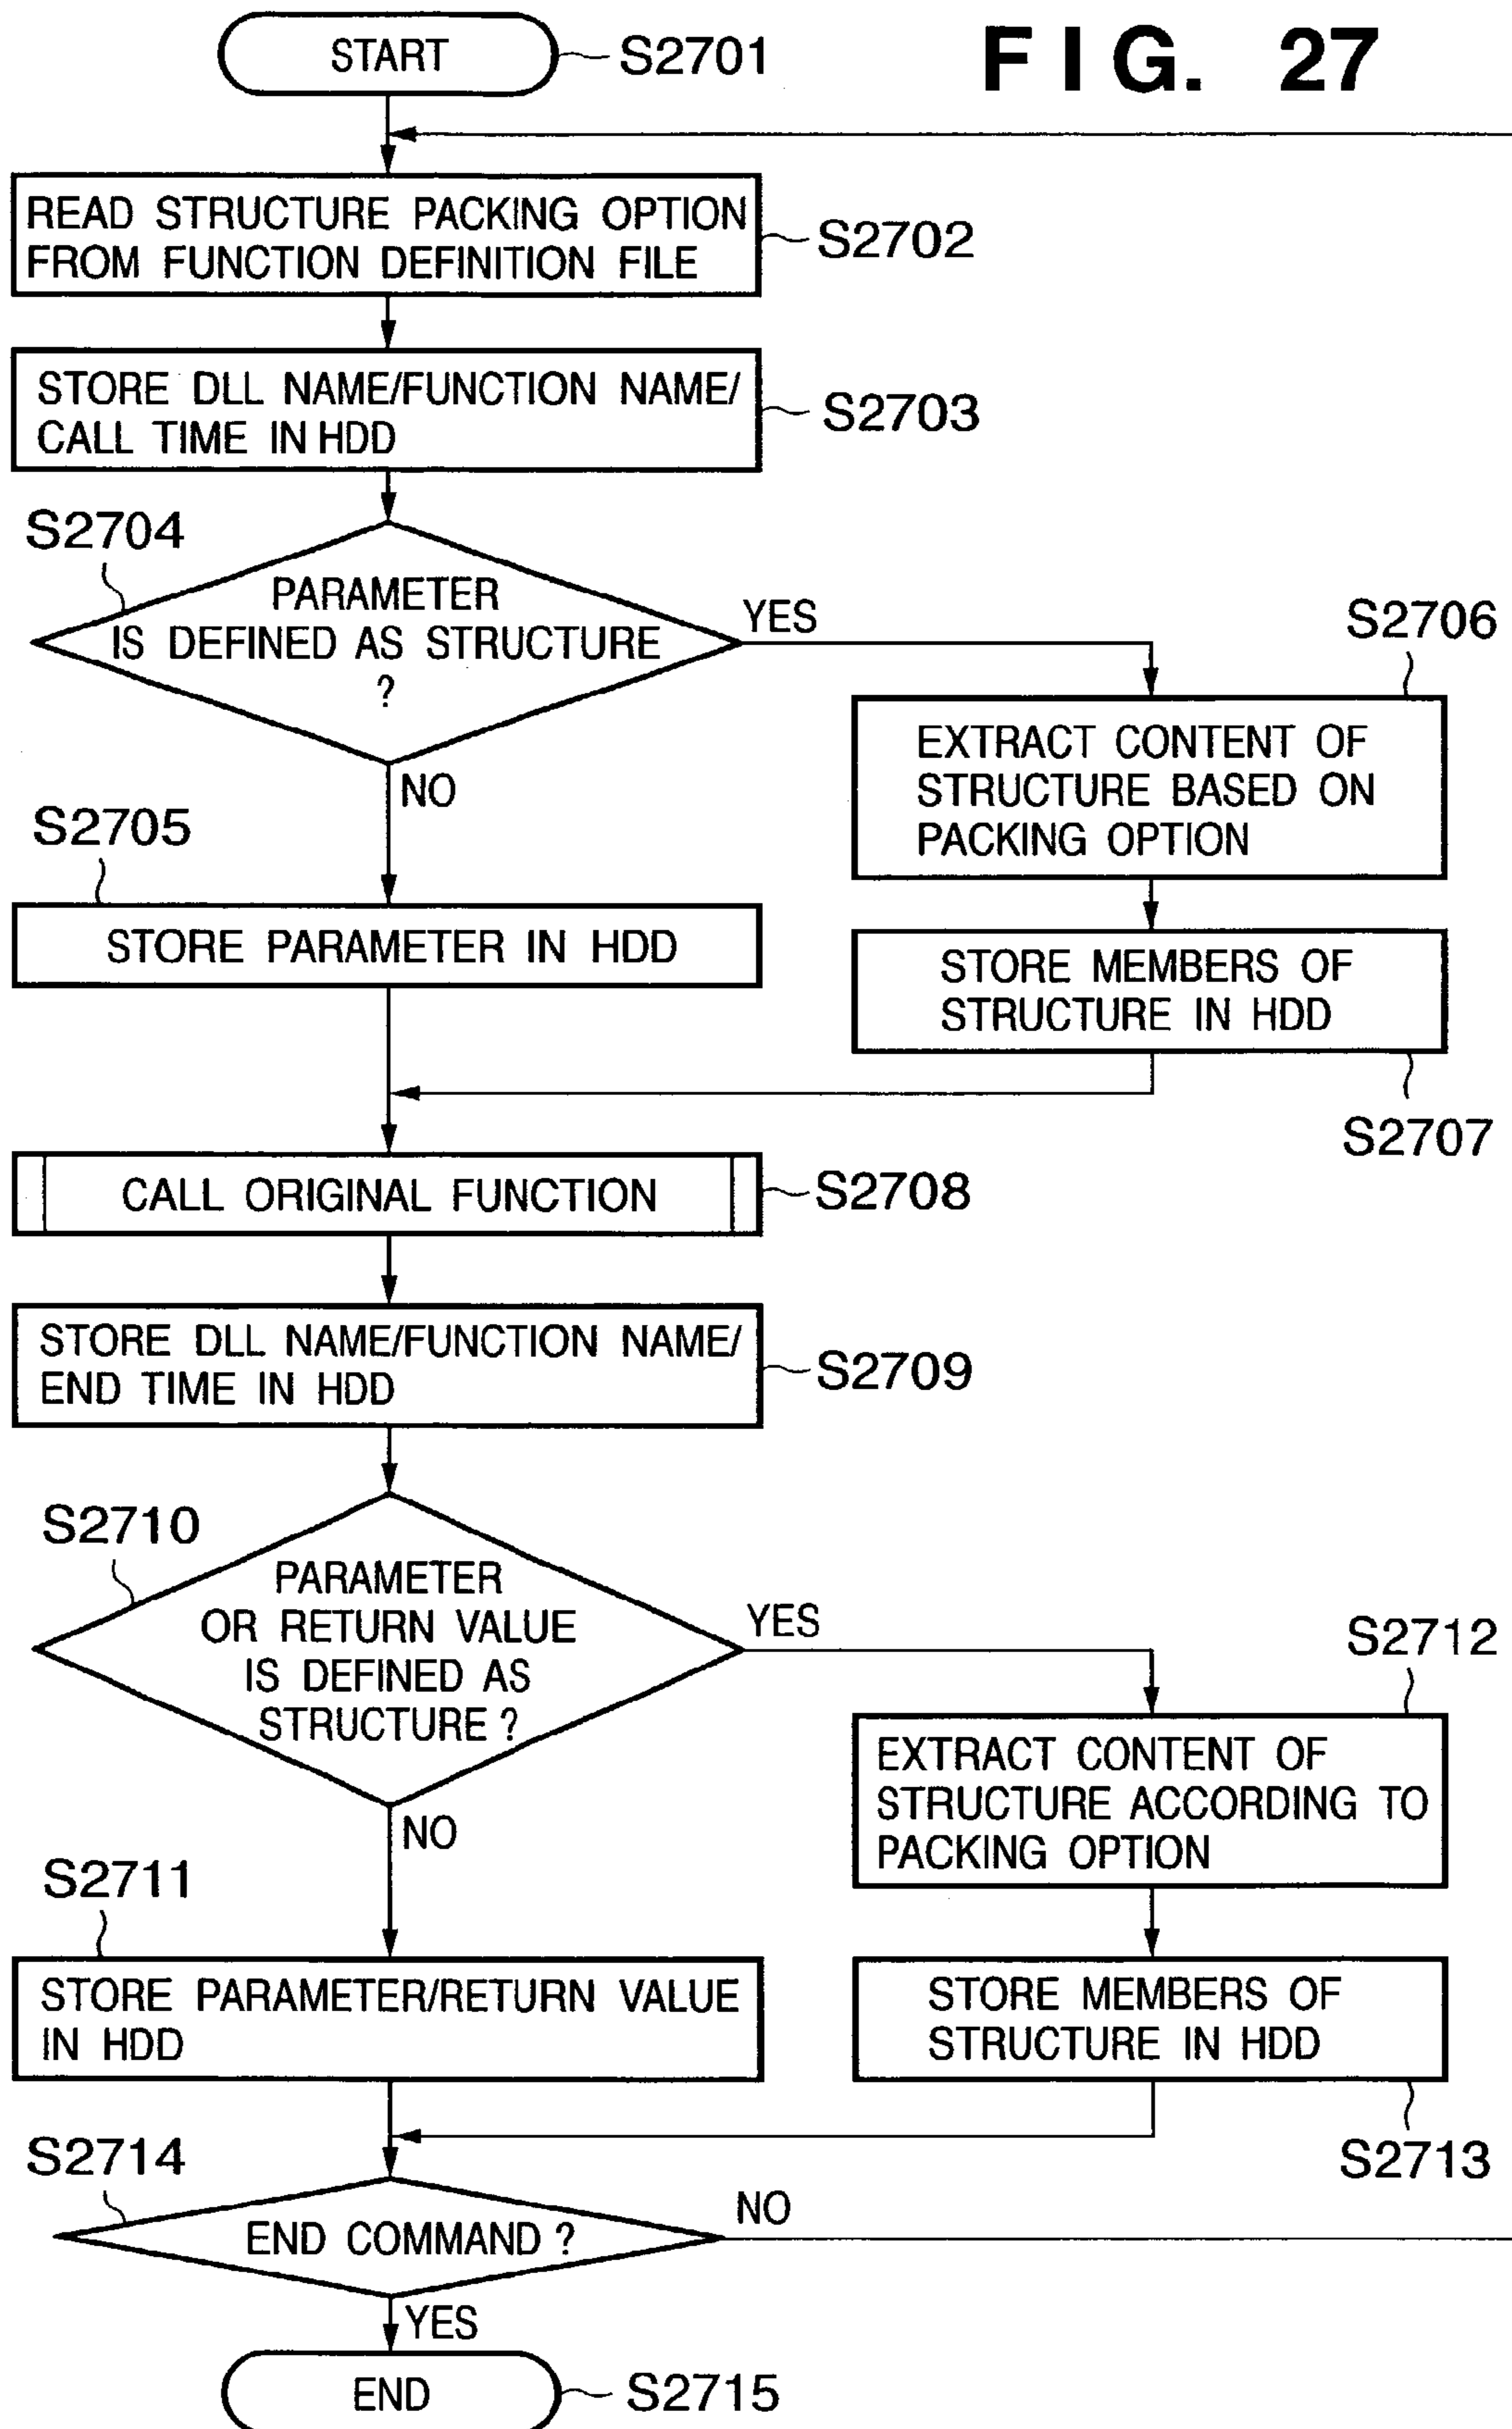 FIG. 27
START
S2701
READ STRUCTURE PACKING OPTION
FROM FUNCTION DEFINITION FILE
S2702
STORE DLL NAME/FUNCTION NAME/
CALL TIME IN HDD
S2703
S2704
PARAMETER
IS DEFINED AS STRUCTURE
?
YES
NO
S2705
STORE PARAMETER IN HDD
S2706
EXTRACT CONTENT OF
STRUCTURE BASED ON
PACKING OPTION
STORE MEMBERS OF
STRUCTURE IN HDD
S2707
CALL ORIGINAL FUNCTION
S2708
STORE DLL NAME/FUNCTION NAME/
END TIME IN HDD
S2709
S2710
PARAMETER
OR RETURN VALUE
IS DEFINED AS
STRUCTURE ?
YES
NO
S2711
STORE PARAMETER/RETURN VALUE
IN HDD
S2712
EXTRACT CONTENT OF
STRUCTURE ACCORDING TO
PACKING OPTION
STORE MEMBERS OF
STRUCTURE IN HDD
S2713
S2714
END COMMAND ?
NO
YES
END
S2715